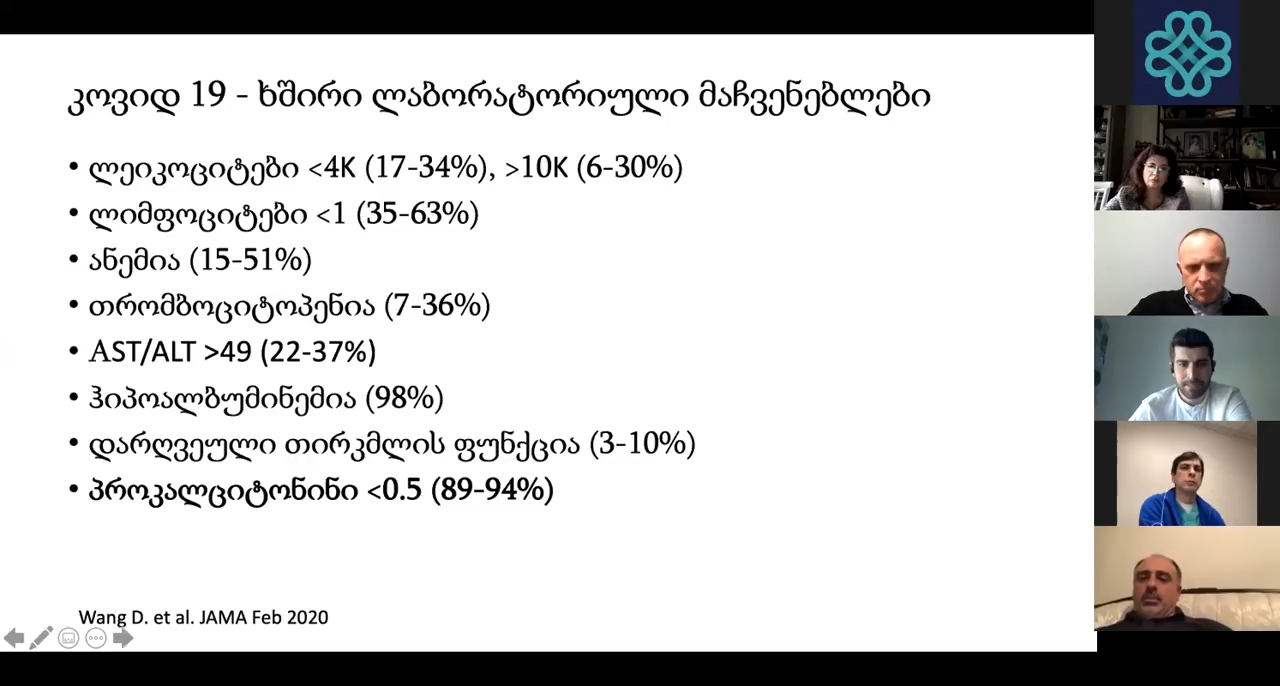 კოვიდ 19 - ხშირი ლაბორატორიული მაჩვენებლები
• ლეიკოციტები <4K (17-34%), >10K (6-30%)
• ლიმფოციტები <1 (35-63%)
• ანემია (15-51%)
• თრომბოციტოპენია (7-36%)
• AST/ALT >49 (22-37%)
• ჰიპოალბუმინემია (98%)
• დარღვეული თირკმლის ფუნქცია (3-10%)
• პროკალციტონინი <0.5 (89-94%)
Wang D. et al. JAMA Feb 2020